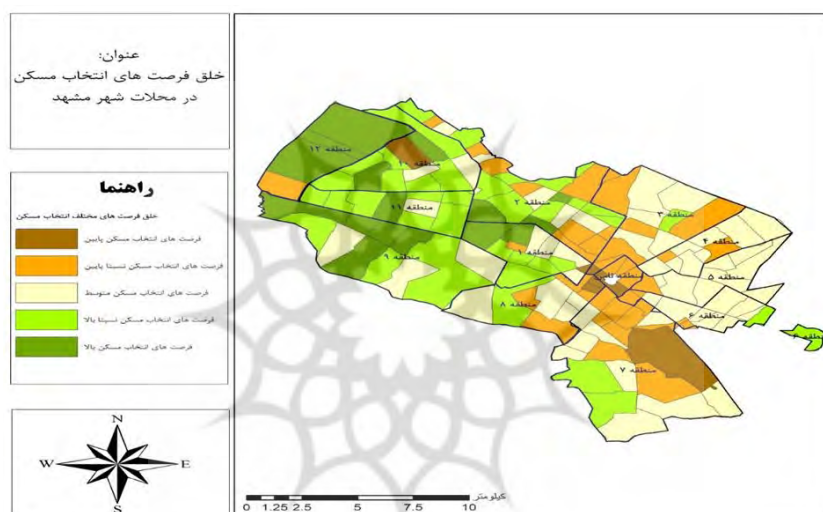 عنوان:
خلق فرصت های انتخاب مسکن
در محلات شهر مشهد
راهنما
خلق فرصت های مختلف انتخاب مسکن
فرصت های انتخاب مسکن پایین
فرصت های انتخاب مسکن نسبتا پایین
فرصت های انتخاب مسکن متوسط
فرصت های انتخاب مسکن نسبتا بالا
فرصت های انتخاب مسکن بالا
N
W E
S
منطقه ۱۲
منطقه ۱۰
منطقه ۱۱
منطقه ۹
منطقه ۲
منطقه ۱
منطقه ۳
منطقه ۴
منطقه ۵
منطقه ۶
منطقه
منطقه ۸
منطقه ۷
کیلومتر
0 1.25 2.5 5 7.5 10